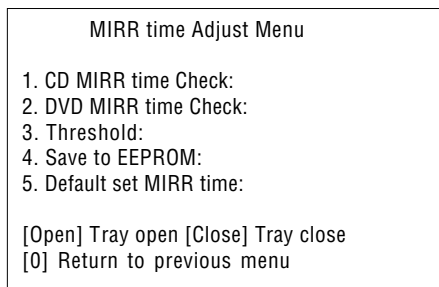 MIRR time Adjust Menu
1. CD MIRR time Check:
2. DVD MIRR time Check:
3. Threshold:
4. Save to EEPROM:
5. Default set MIRR time:
[Open] Tray open [Close] Tray close
[0] Return to previous menu